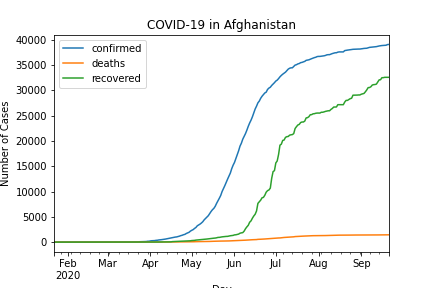 COVID-19 in Afghanistan
confirmed
deaths
recovered
Number of Cases
40000
35000
30000
25000
20000
15000
10000
5000
0
Feb Mar Apr May Jun Jul Aug Sep
2020